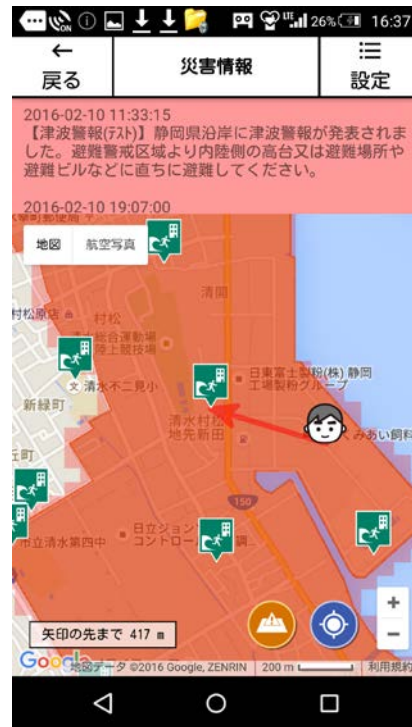 LTE 26% 16:37
ON
戻る
災害情報
設定
2016-02-10 11:33:15
【津波警報(ﾃｽﾄ)】静岡県沿岸に津波警報が発表されま
した。避難警戒区域より内陸側の高台又は避難場所や
避難ビルなどに直ちに避難してください。
2016-02-10 19:07:00
地図 航空写真
清開
村松原店
村松
総合運動場
陸上競技場
日東富士製粉(株) 静岡
工場製粉グループ
清水不二見小
新緑町
清水村松
地先新田
くみあい飼料
150
日立ジョン
コントロー
調...
市立清水第四中
矢印の先まで 417 m
+
−
Google
地図データ ©2016 Google, ZENRIN 200 m 利用規約